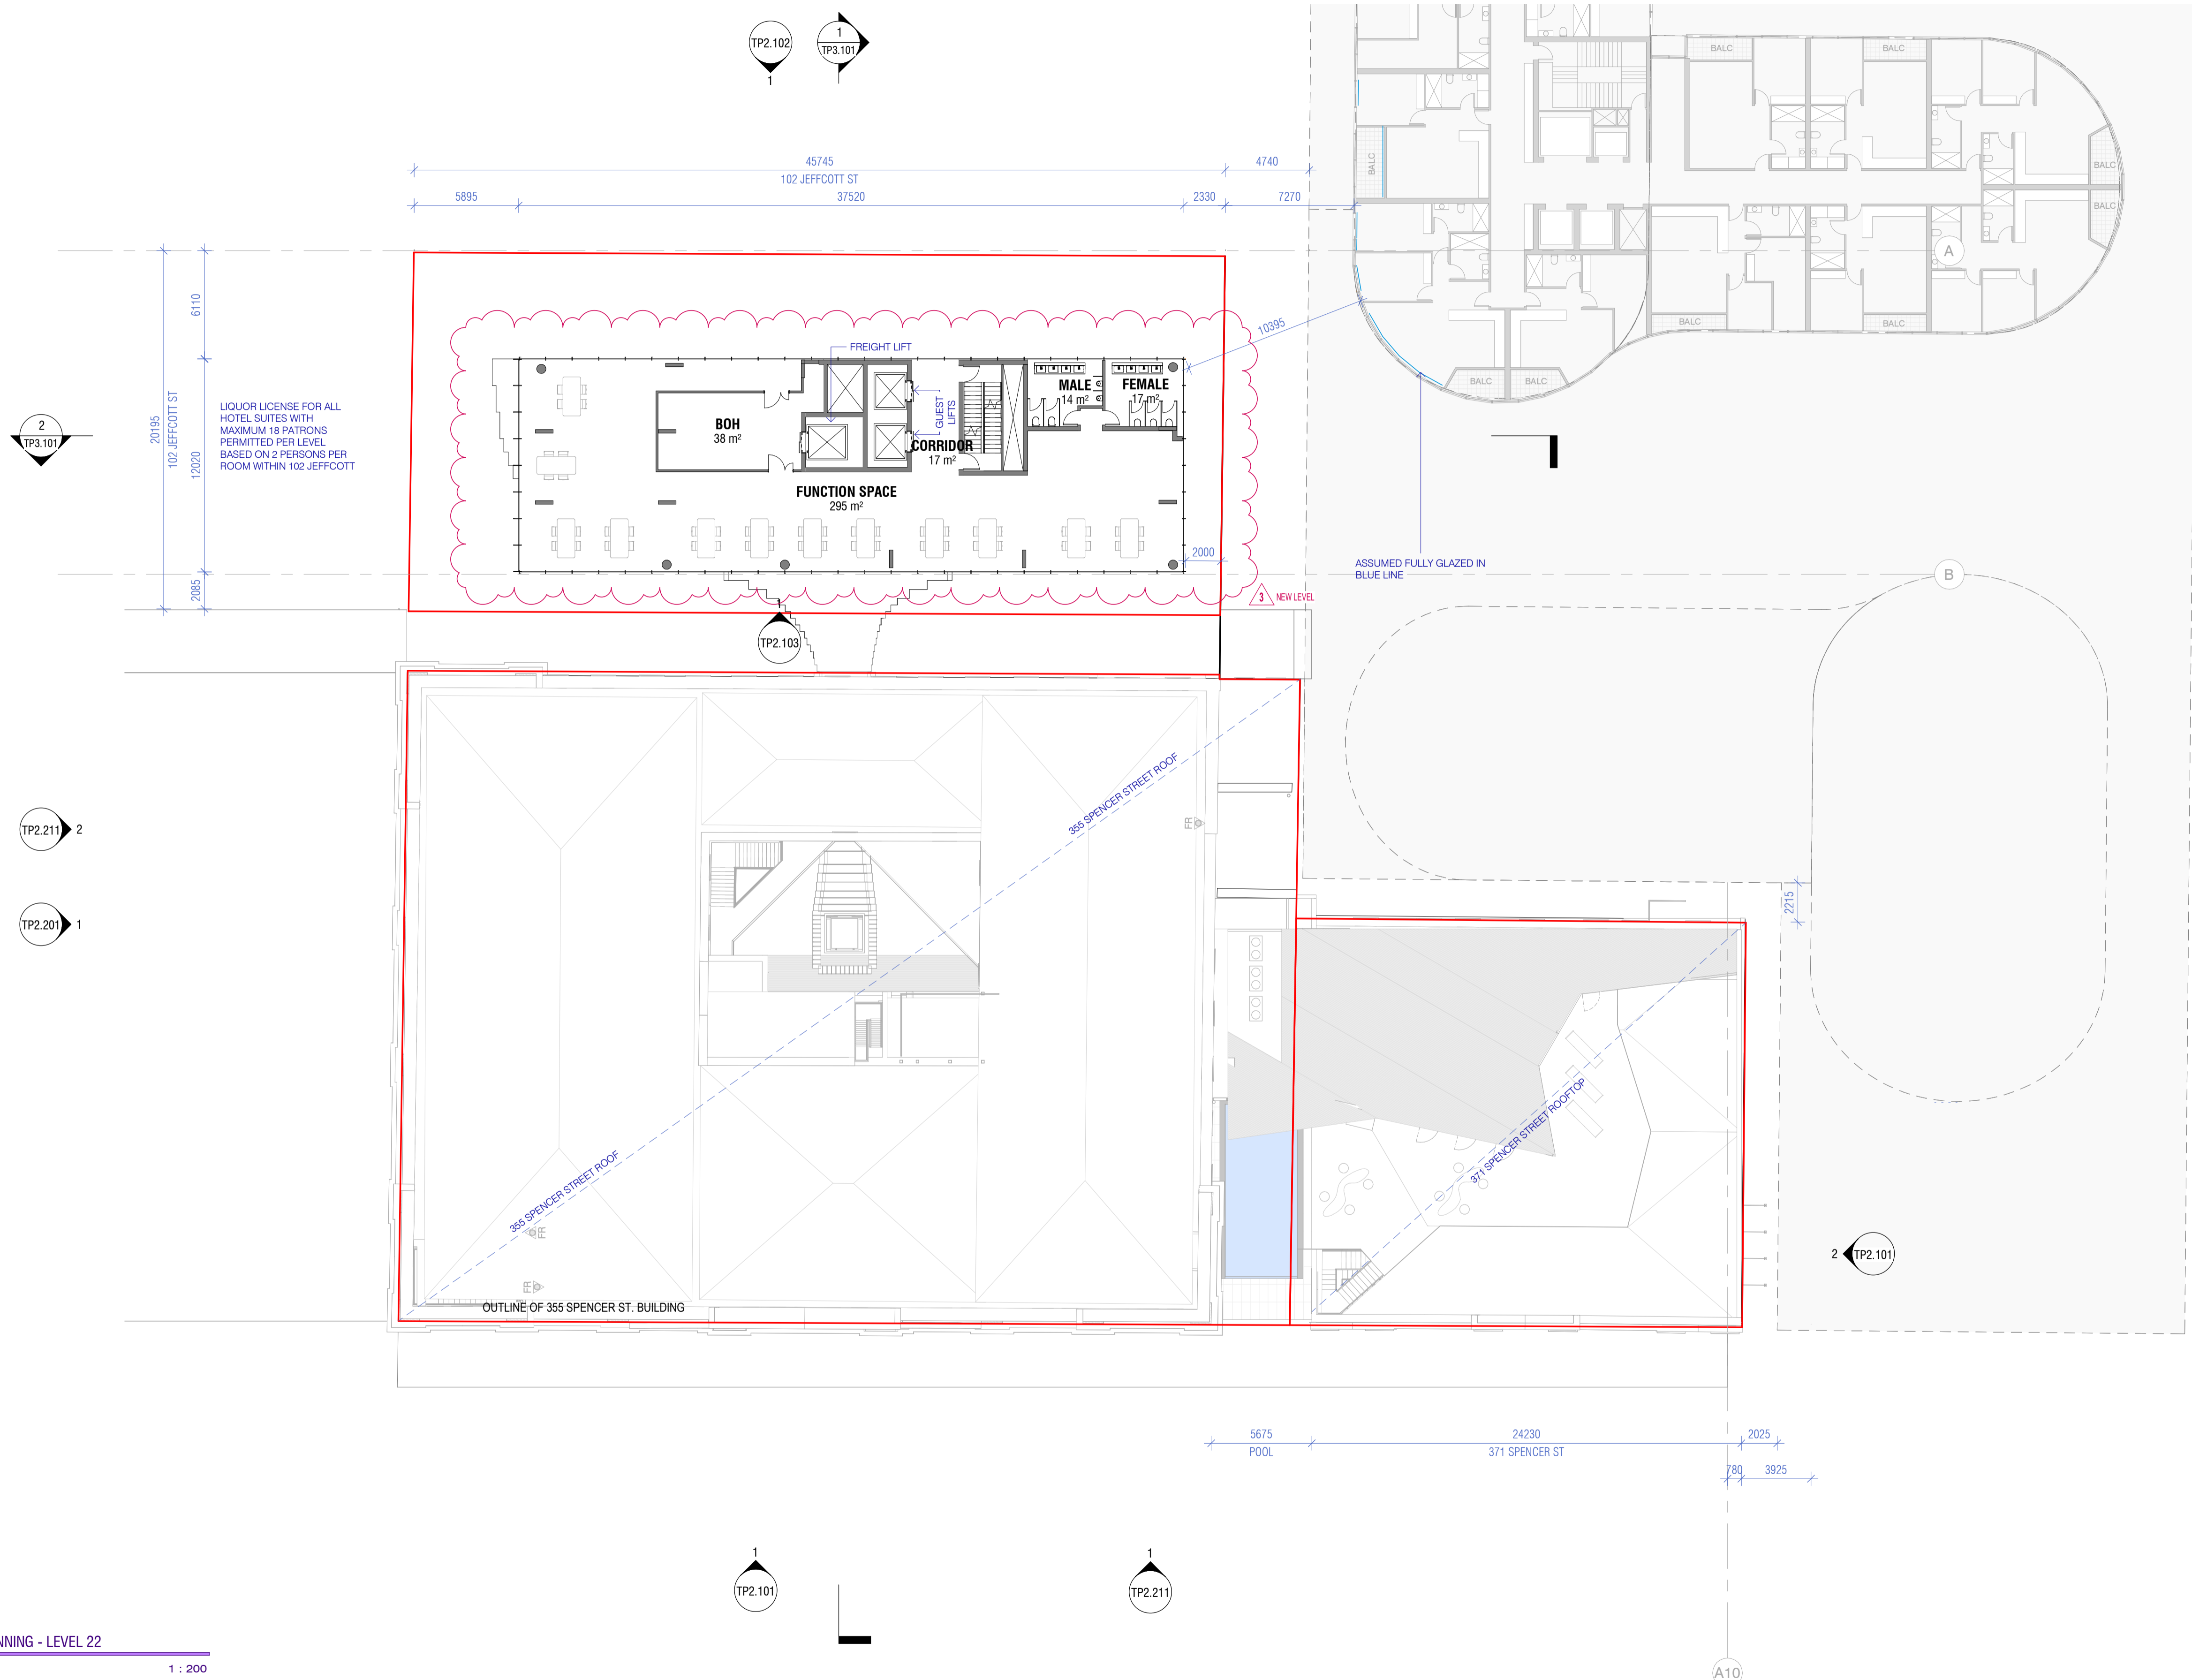 TP2.102
1
1
TP3.101
BALC
BALC
BALC
BALC
BALC
BALC
BALC
BALC
BALC
45745
4740
102 JEFFCOTT ST
5895
37520
2330
7270
A
20195
102 JEFFCOTT ST
6110
12020
2085
10395
FREIGHT LIFT
GUEST
LIFTS
MALE
14 m²
FEMALE
17 m²
BOH
38 m²
CORRIDOR
17 m²
FUNCTION SPACE
295 m²
2000
LIQUOR LICENSE FOR ALL
HOTEL SUITES WITH
MAXIMUM 18 PATRONS
PERMITTED PER LEVEL
BASED ON 2 PERSONS PER
ROOM WITHIN 102 JEFFCOTT
2
TP3.101
ASSUMED FULLY GLAZED IN
BLUE LINE
B
3
NEW LEVEL
1
TP2.103
355 SPENCER STREET ROOF
FR
TP2.211
2
TP2.201
1
2215
371 SPENCER STREET ROOFTOP
355 SPENCER STREET ROOF
FR
FR
OUTLINE OF 355 SPENCER ST. BUILDING
2
TP2.101
5675
24230
2025
POOL
371 SPENCER ST
780
3925
1
TP2.101
1
TP2.211
NNING - LEVEL 22
1 : 200
A10